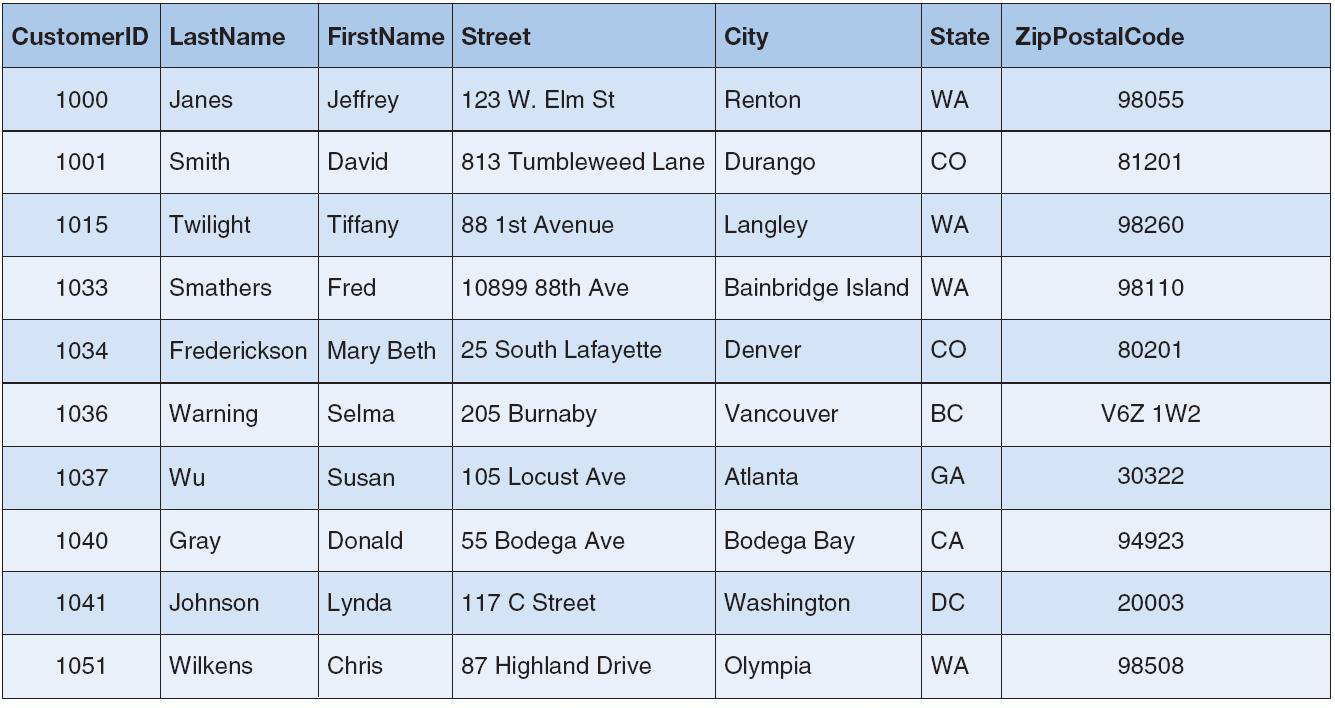 CustomerID LastName FirstName Street City State ZipPostalCode
1000 Janes Jeffrey 123 W. Elm St Renton WA 98055
1001 Smith David 813 Tumbleweed Lane Durango CO 81201
1015 Twilight Tiffany 88 1st Avenue Langley WA 98260
1033 Smathers Fred 10899 88th Ave Bainbridge Island WA 98110
1034 Frederickson Mary Beth 25 South Lafayette Denver CO 80201
1036 Warning Selma 205 Burnaby Vancouver BC V6Z 1W2
1037 Wu Susan 105 Locust Ave Atlanta GA 30322
1040 Gray Donald 55 Bodega Ave Bodega Bay CA 94923
1041 Johnson Lynda 117 C Street Washington DC 20003
1051 Wilkens Chris 87 Highland Drive Olympia WA 98508